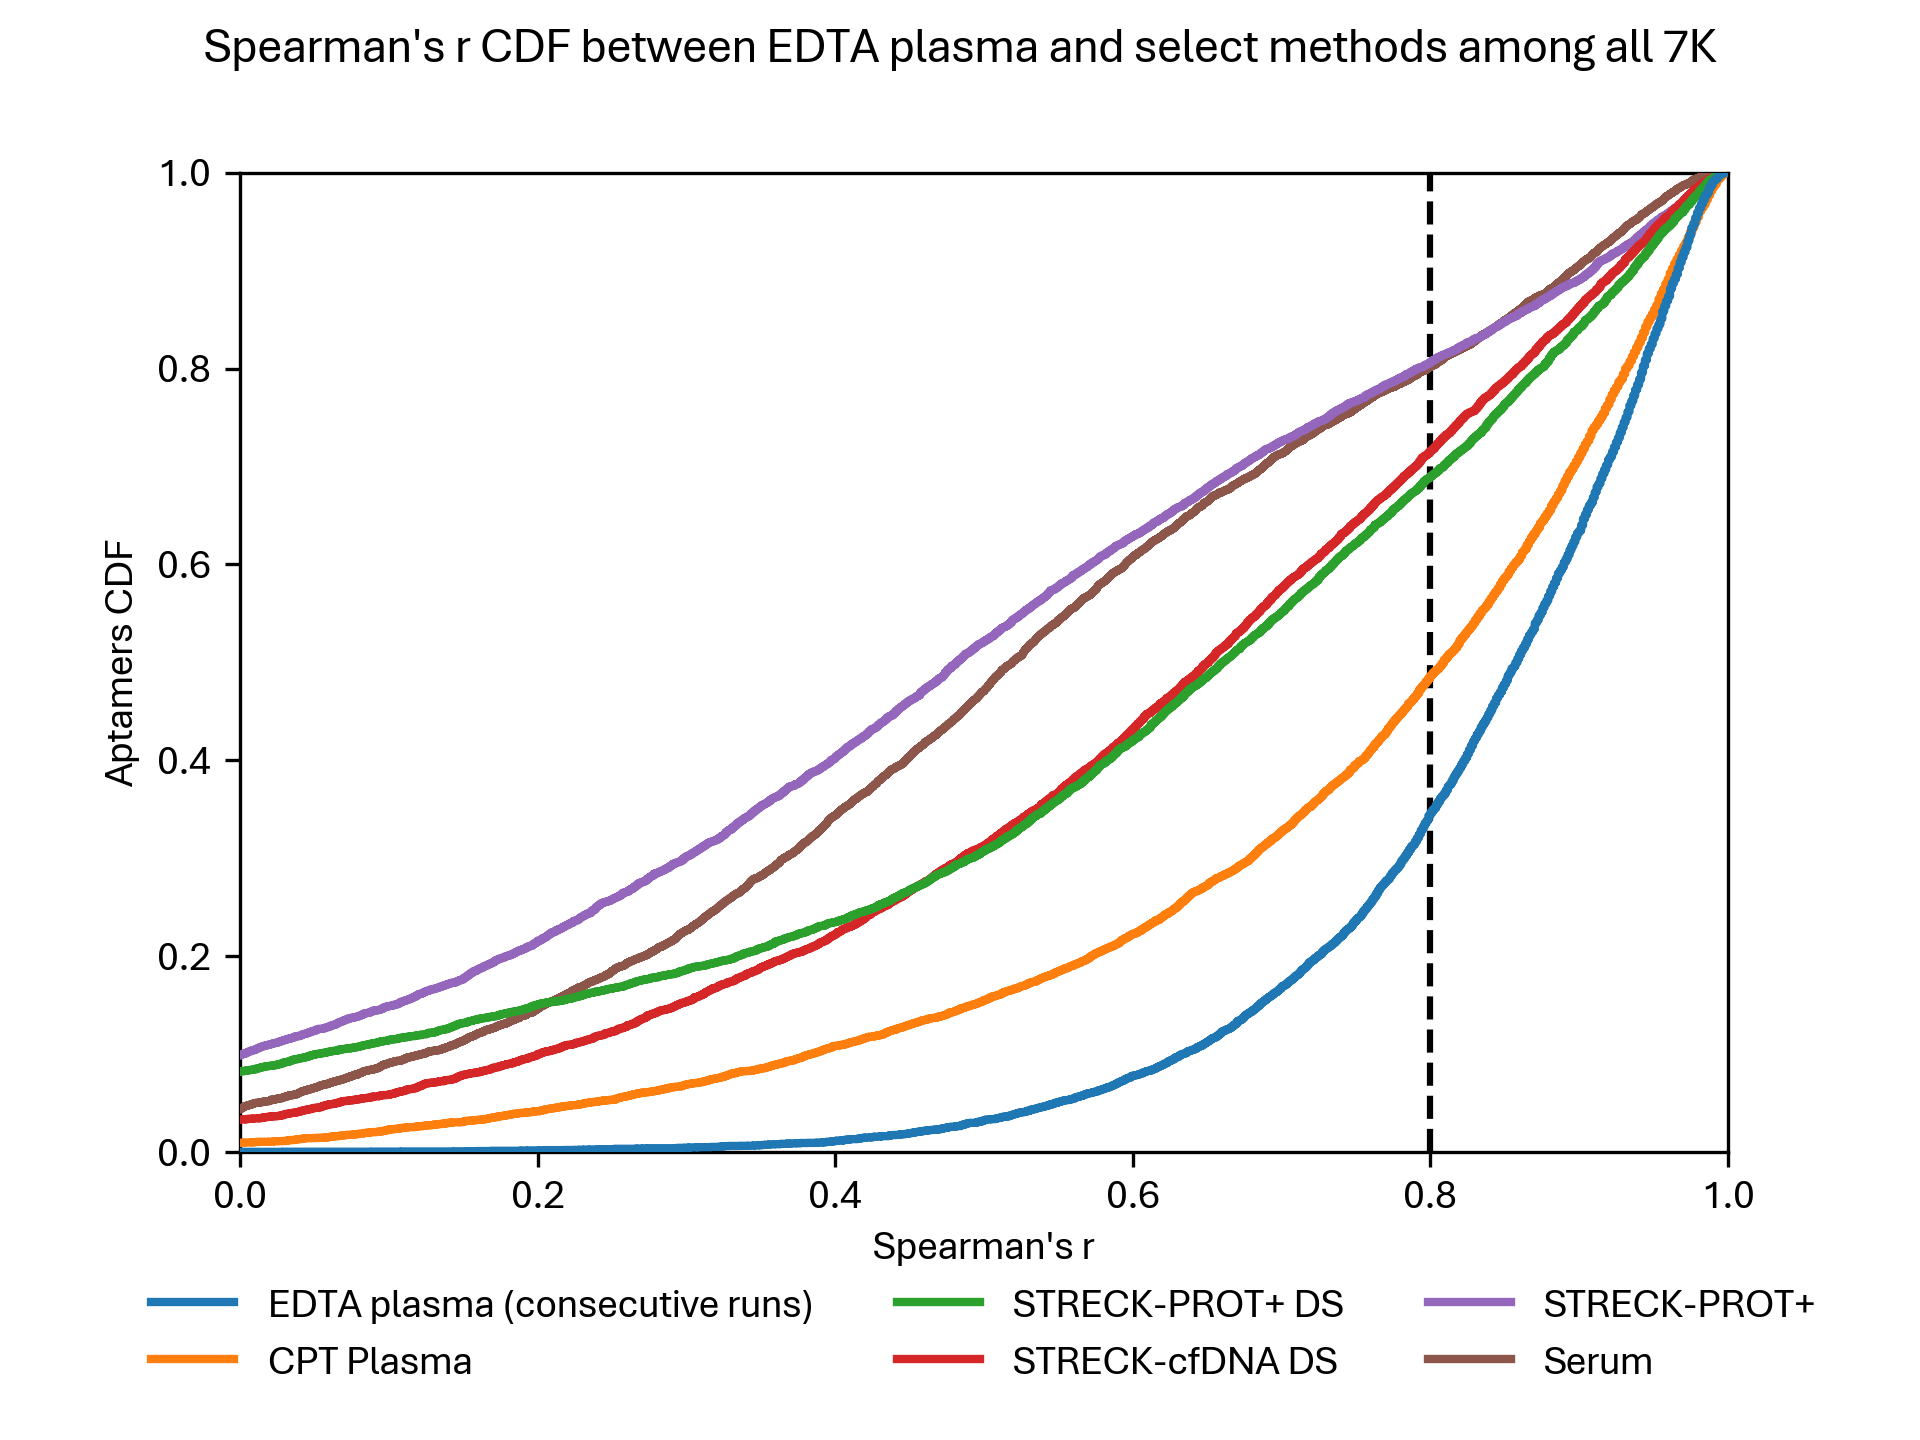 Spearman's r CDF between EDTA plasma and select methods among all 7K
1.0
0.8
0.6
0.4
0.2
0.0
Aptamers CDF
0.0 0.2 0.4 0.6 0.8 1.0
Spearman's r
EDTA plasma (consecutive runs) STRECK-PROT+ DS STRECK-PROT+
CPT Plasma STRECK-cfDNA DS Serum